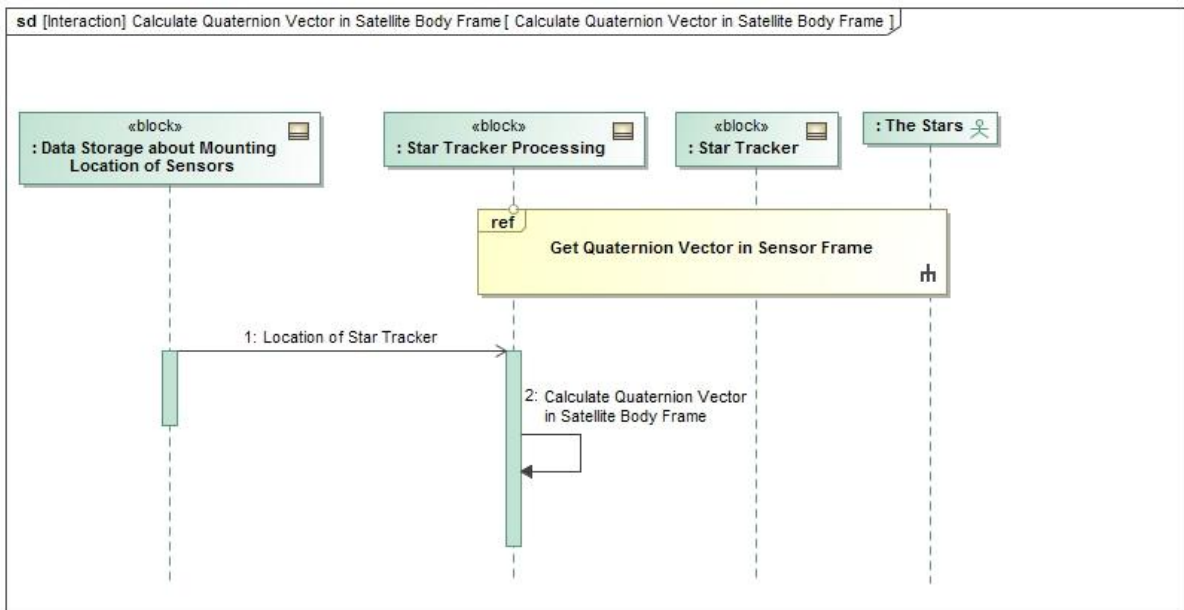 sd [Interaction] Calculate Quaternion Vector in Satellite Body Frame [ Calculate Quaternion Vector in Satellite Body Frame ]
«block»
: Data Storage about Mounting
Location of Sensors
«block»
: Star Tracker Processing
«block»
: Star Tracker
: The Stars
ref
Get Quaternion Vector in Sensor Frame
1: Location of Star Tracker
2: Calculate Quaternion Vector
in Satellite Body Frame